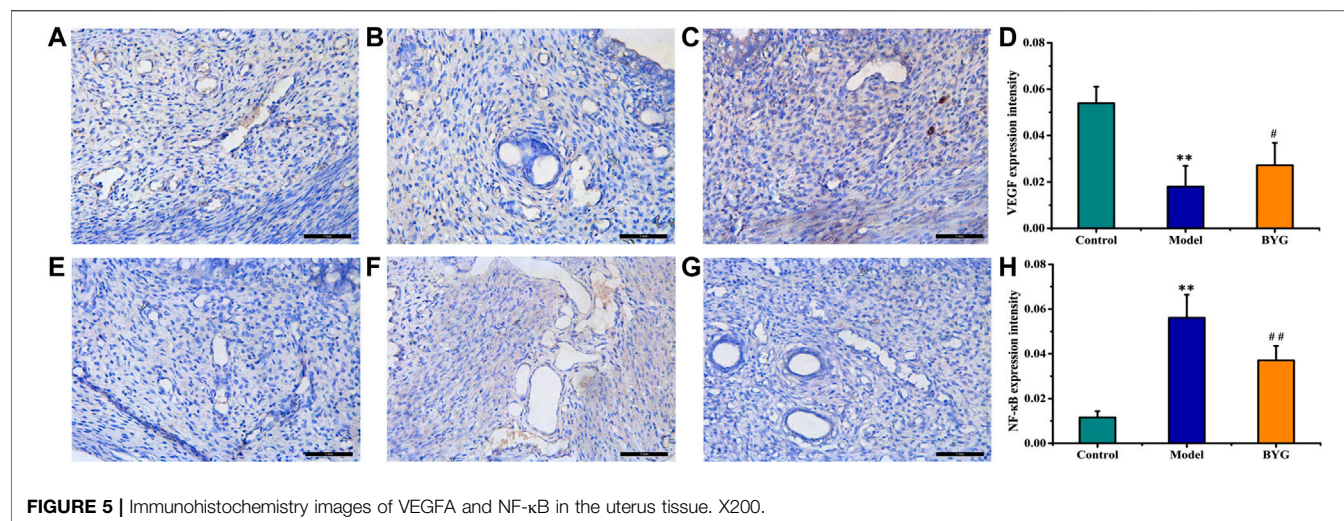 A
B
C
D
VEGF expression intensity
0.08
0.06
0.04
0.02
0.00
**
#
Control
Model
BYG
E
F
G
H
NF-κB expression intensity
0.08
0.06
0.04
0.02
0.00
**
##
Control
Model
BYG
FIGURE 5 | Immunohistochemistry images of VEGFA and NF-κB in the uterus tissue. X200.